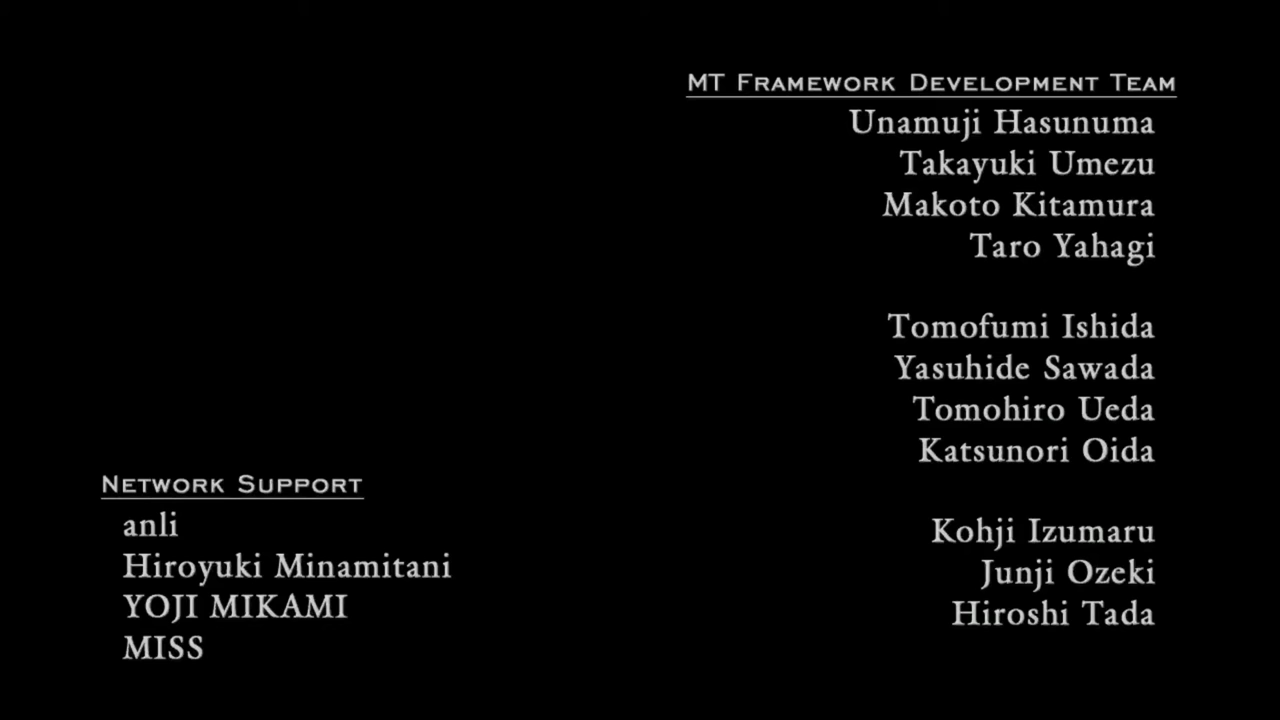 MT Framework Development Team
Unamuji Hasunuma
Takayuki Umezu
Makoto Kitamura
Taro Yahagi
Tomofumi Ishida
Yasuhide Sawada
Tomohiro Ueda
Katsunori Oida
Kohji Izumaru
Junji Ozeki
Hiroshi Tada
Network Support
anli
Hiroyuki Minamitani
YOJI MIKAMI
MISS